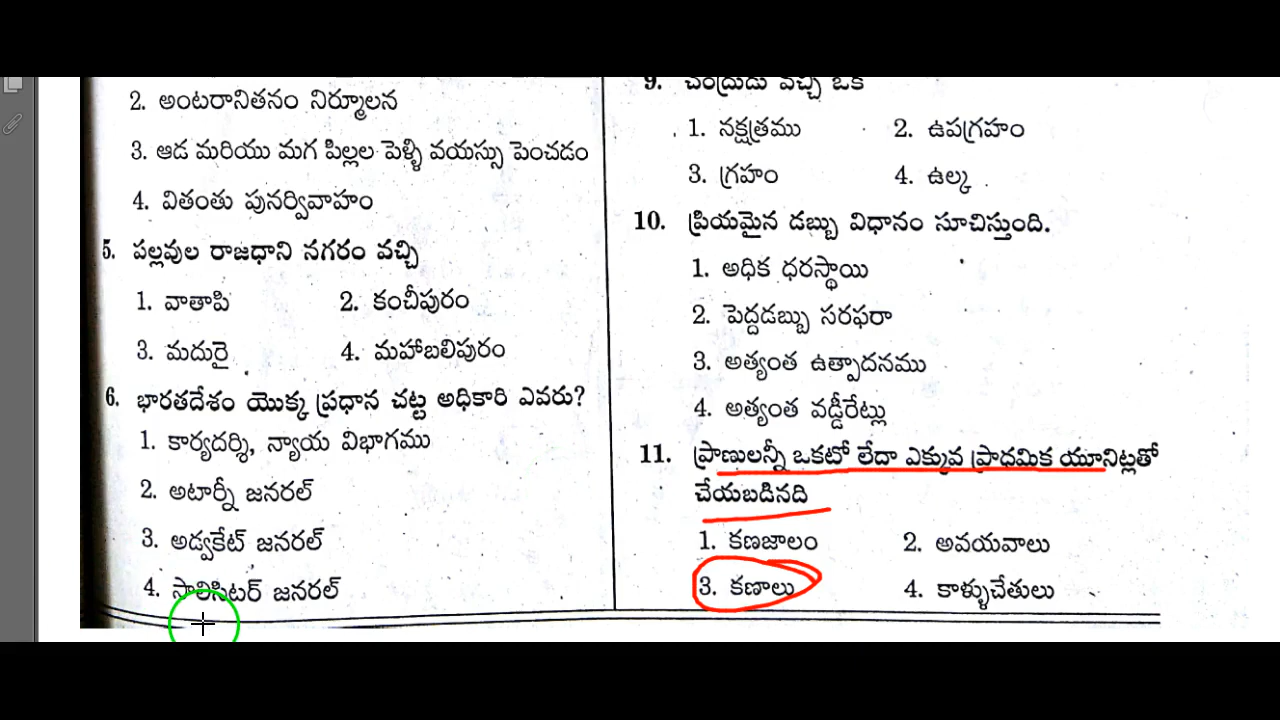 2. అంటరానితనం నిర్మూలన
3. ఆడ మరియు మగ పిల్లల పెళ్ళి వయస్సు పెంచడం
4. వితంతు పునర్వివాహం
5. పల్లవుల రాజధాని నగరం వచ్చి
1. వాతాపి 2. కంచీపురం
3. మదురై 4. మహాబలిపురం
6. భారతదేశం యొక్క ప్రధాన చట్ట అధికారి ఎవరు?
1. కార్యదర్శి, న్యాయ విభాగము
2. అటార్నీ జనరల్
3. అడ్వకేట్ జనరల్
4. సొలిసిటర్ జనరల్
9. చంద్రుడు వచ్చి ఒక
1. నక్షత్రము 2. ఉపగ్రహం
3. గ్రహం 4. ఉల్క
10. ప్రియమైన డబ్బు విధానం సూచిస్తుంది.
1. అధిక ధరస్థాయి
2. పెద్దడబ్బు సరఫరా
3. అత్యంత ఉత్పాదనము
4. అత్యంత వడ్డీరేట్లు
11. ప్రాణులన్నీ ఒకటో లేదా ఎక్కువ ప్రాధమిక యూనిట్లతో
చేయబడినది
1. కణజాలం 2. అవయవాలు
3. కణాలు 4. కాళ్ళుచేతులు